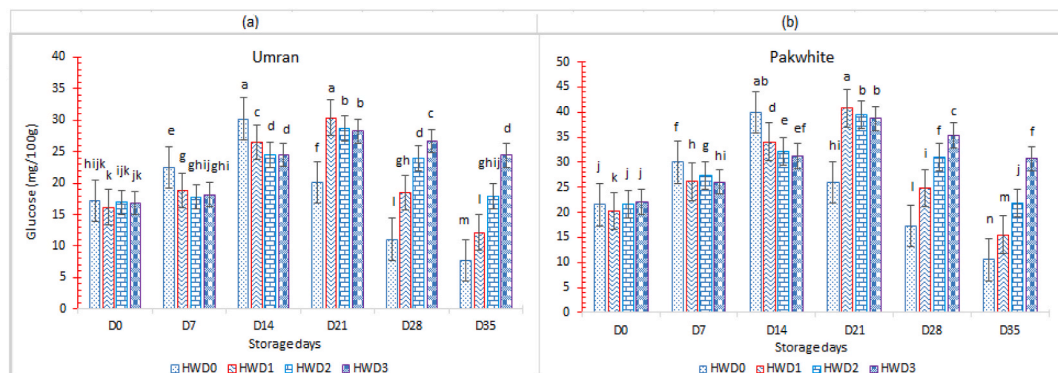 (a) (b)
Umran
Glucose (mg/100g)
40
35
30
25
20
15
10
5
0
hijk k ijk jk
e g ghi ghij ghi
a c d d
f a b b
l gh d c
m l ghij d
D0 D7 D14 D21 D28 D35
Storage days
HWD0 HWD1 HWD2 HWD3
Pakwhite
50
45
40
35
30
25
20
15
10
5
0
j k j j
f h g hi
ab d e ef
hi a b b
l i f c
n m j f
D0 D7 D14 D21 D28 D35
Storage days
HWD0 HWD1 HWD2 HWD3